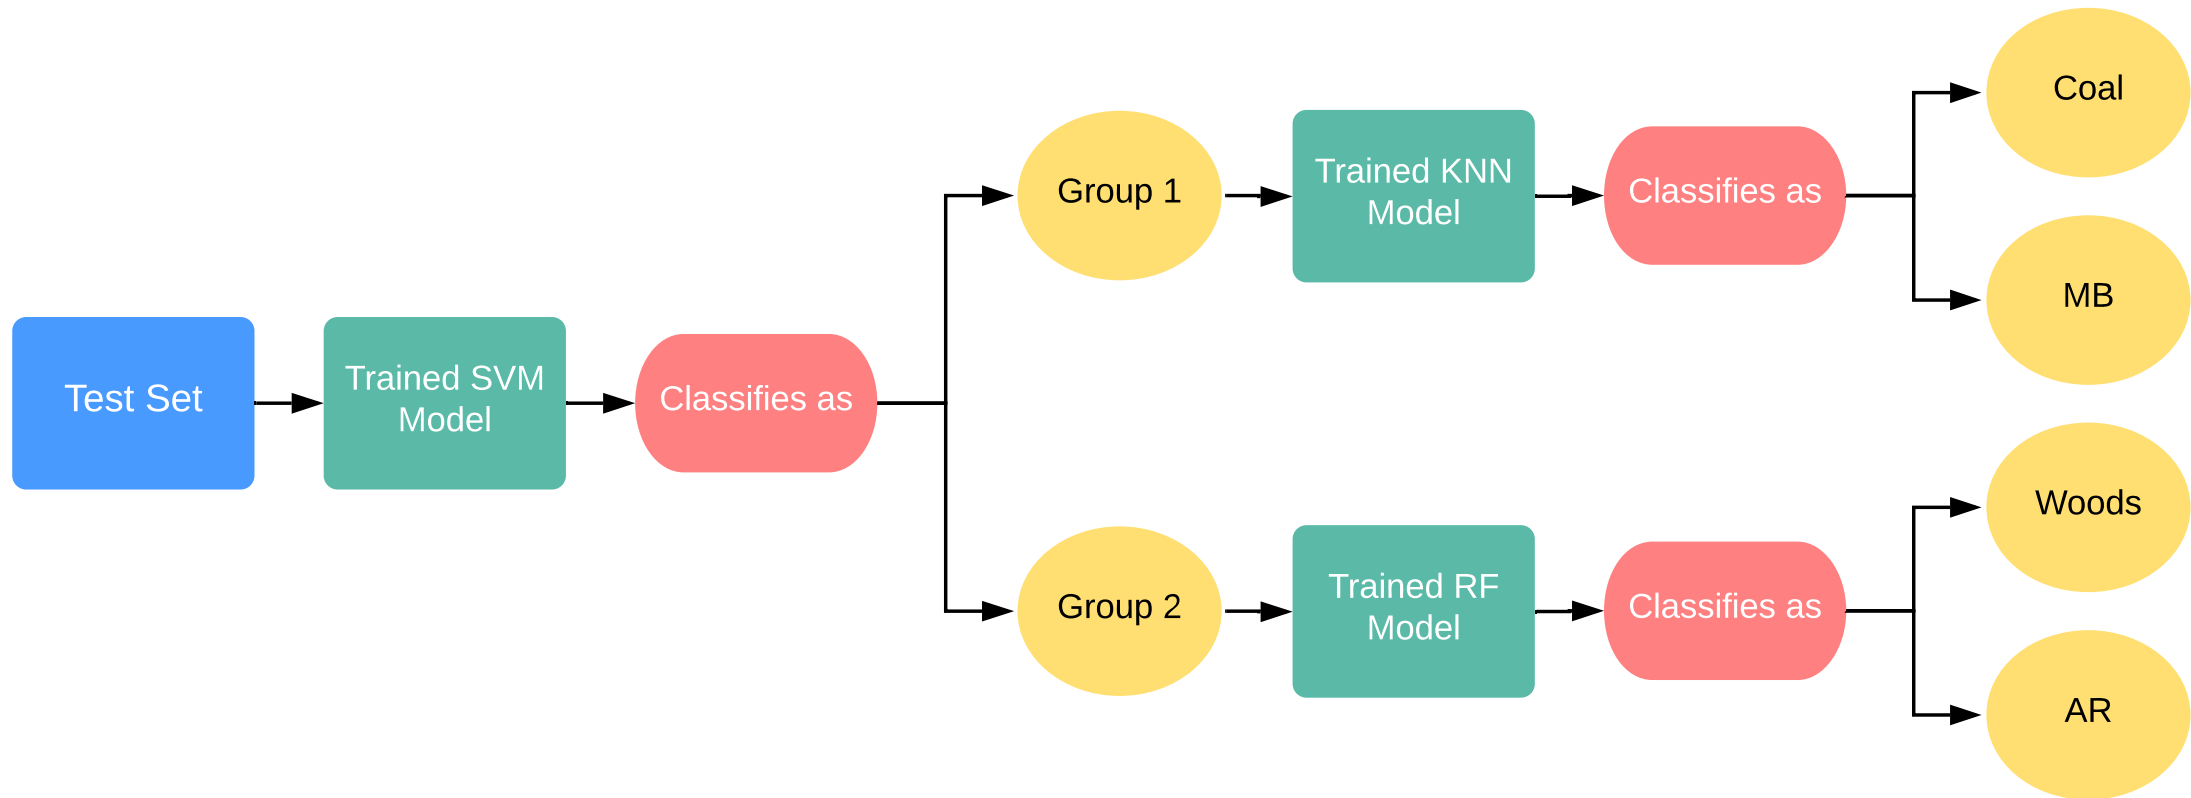 Test Set
Trained SVM
Model
Classifies as
Group 1
Trained KNN
Model
Classifies as
Coal
MB
Group 2
Trained RF
Model
Classifies as
Woods
AR